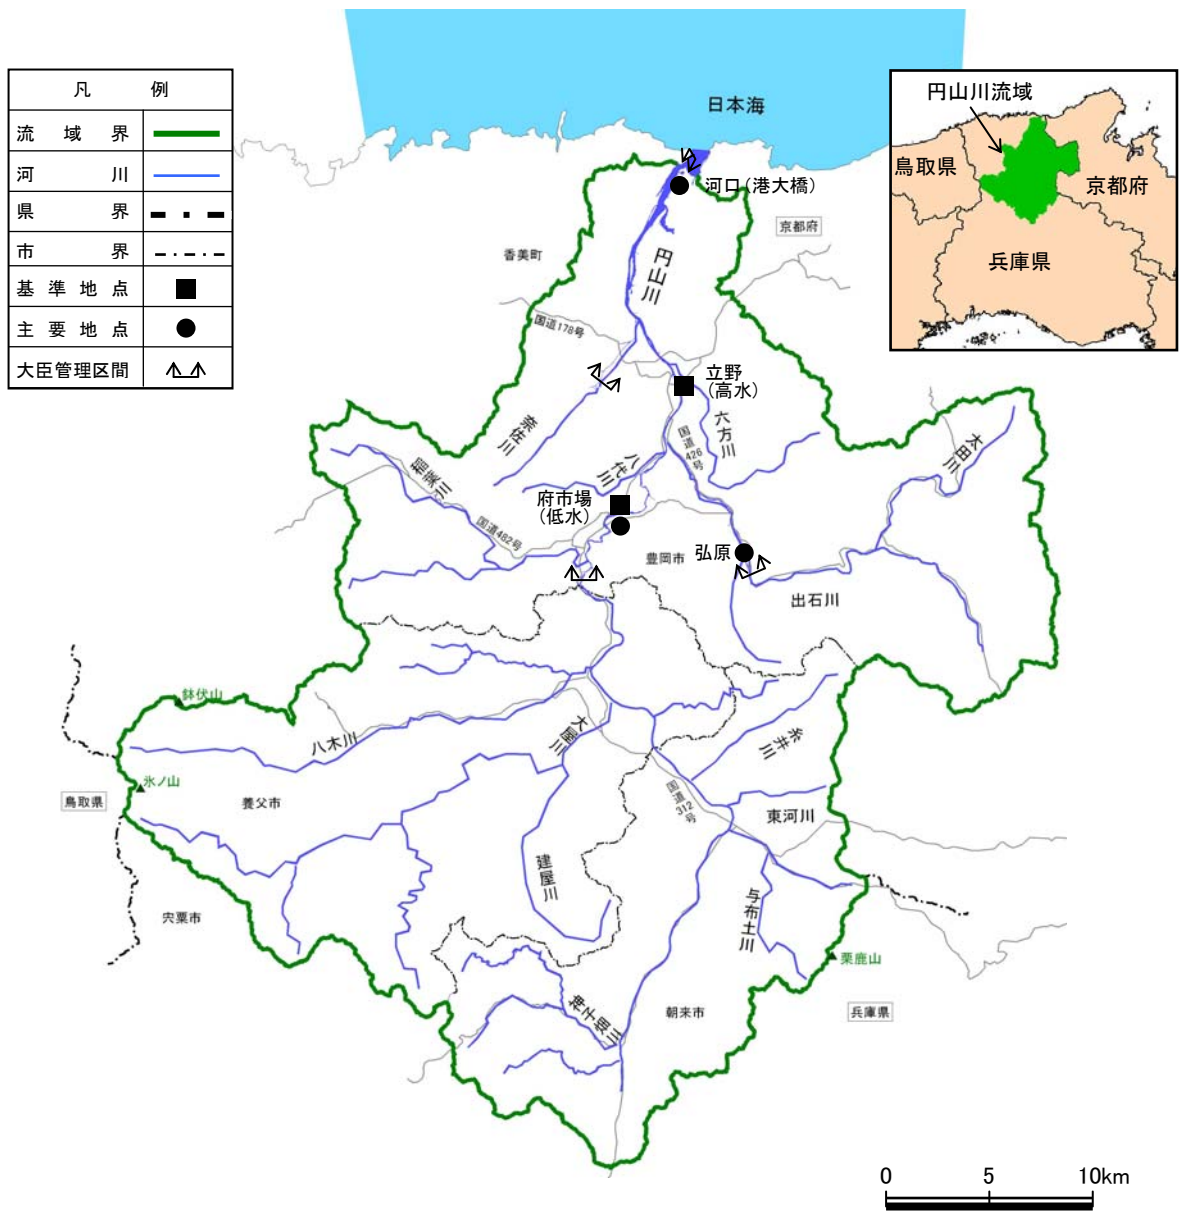 凡 例
流域界
河川
県界
市界
基準地点
主要地点
大臣管理区間
日本海
円山川流域
鳥取県
京都府
兵庫県
河口(港大橋)
京都府
香美町
円山川
国道178号
立野
(高水)
奈佐川
六方川
国道426号
八代川
稲葉川
太田川
府市場
(低水)
国道482号
豊岡市
弘原
出石川
鉢伏山
八木川
大屋川
糸井川
氷ノ山
鳥取県
養父市
国道312号
東河川
建屋川
与布土川
宍粟市
粟鹿山
神子畑川
朝来市
兵庫県
0 5 10km